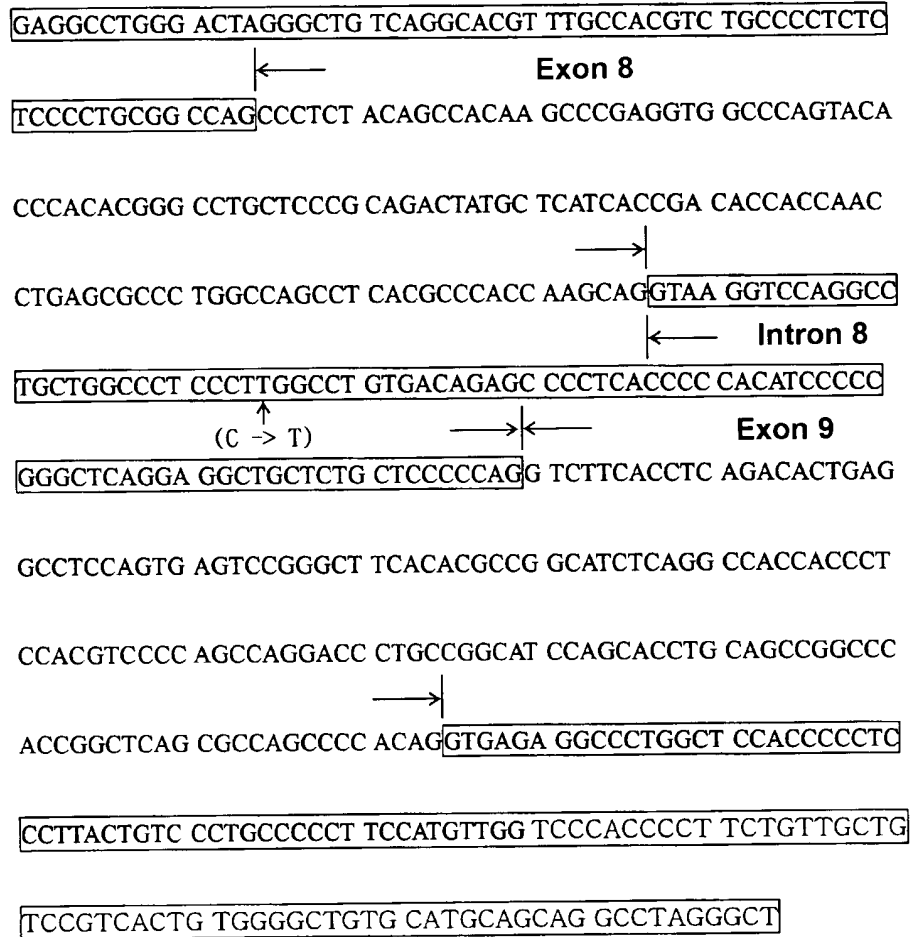 GAGGCCTGGG ACTAGGGCTG TCAGGCACGT TTGCCACGTC TGCCCCTCTC
Exon 8
TCCCCTGCGG CCAGCCCTCT ACAGCCACAA GCCCGAGGTG GCCCAGTACA
CCCACACGGG CCTGCTCCCG CAGACTATGC TCATCACCGA CACCACCAAC
CTGAGCGCCC TGGCCAGCCT CACGCCCACC AAGCAGGTAA GGTCCAGGCC
Intron 8
TGCTGGCCCT CCCTTGGCCT GTGACAGAGC CCCTCACCCC CACATCCCCC
(C -> T)
Exon 9
GGGCTCAGGA GGCTGCTCTG CTCCCCCAGG TCTTCACCTC AGACACTGAG
GCCTCCAGTG AGTCCGGGCT TCACACGCCG GCATCTCAGG CCACCACCCT
CCACGTCCCC AGCCAGGACC CTGCCGGCAT CCAGCACCTG CAGCCGGCCC
ACCGGCTCAG CGCCAGCCCC ACAGGTGAGA GGCCCTGGCT CCACCCCCTC
CCTTACTGTC CCTGCCCCCT TCCATGTTGG TCCCACCCCT TCTGTTGCTG
TCCGTCACTG TGGGGCTGTG CATGCAGCAG GCCTAGGGCT